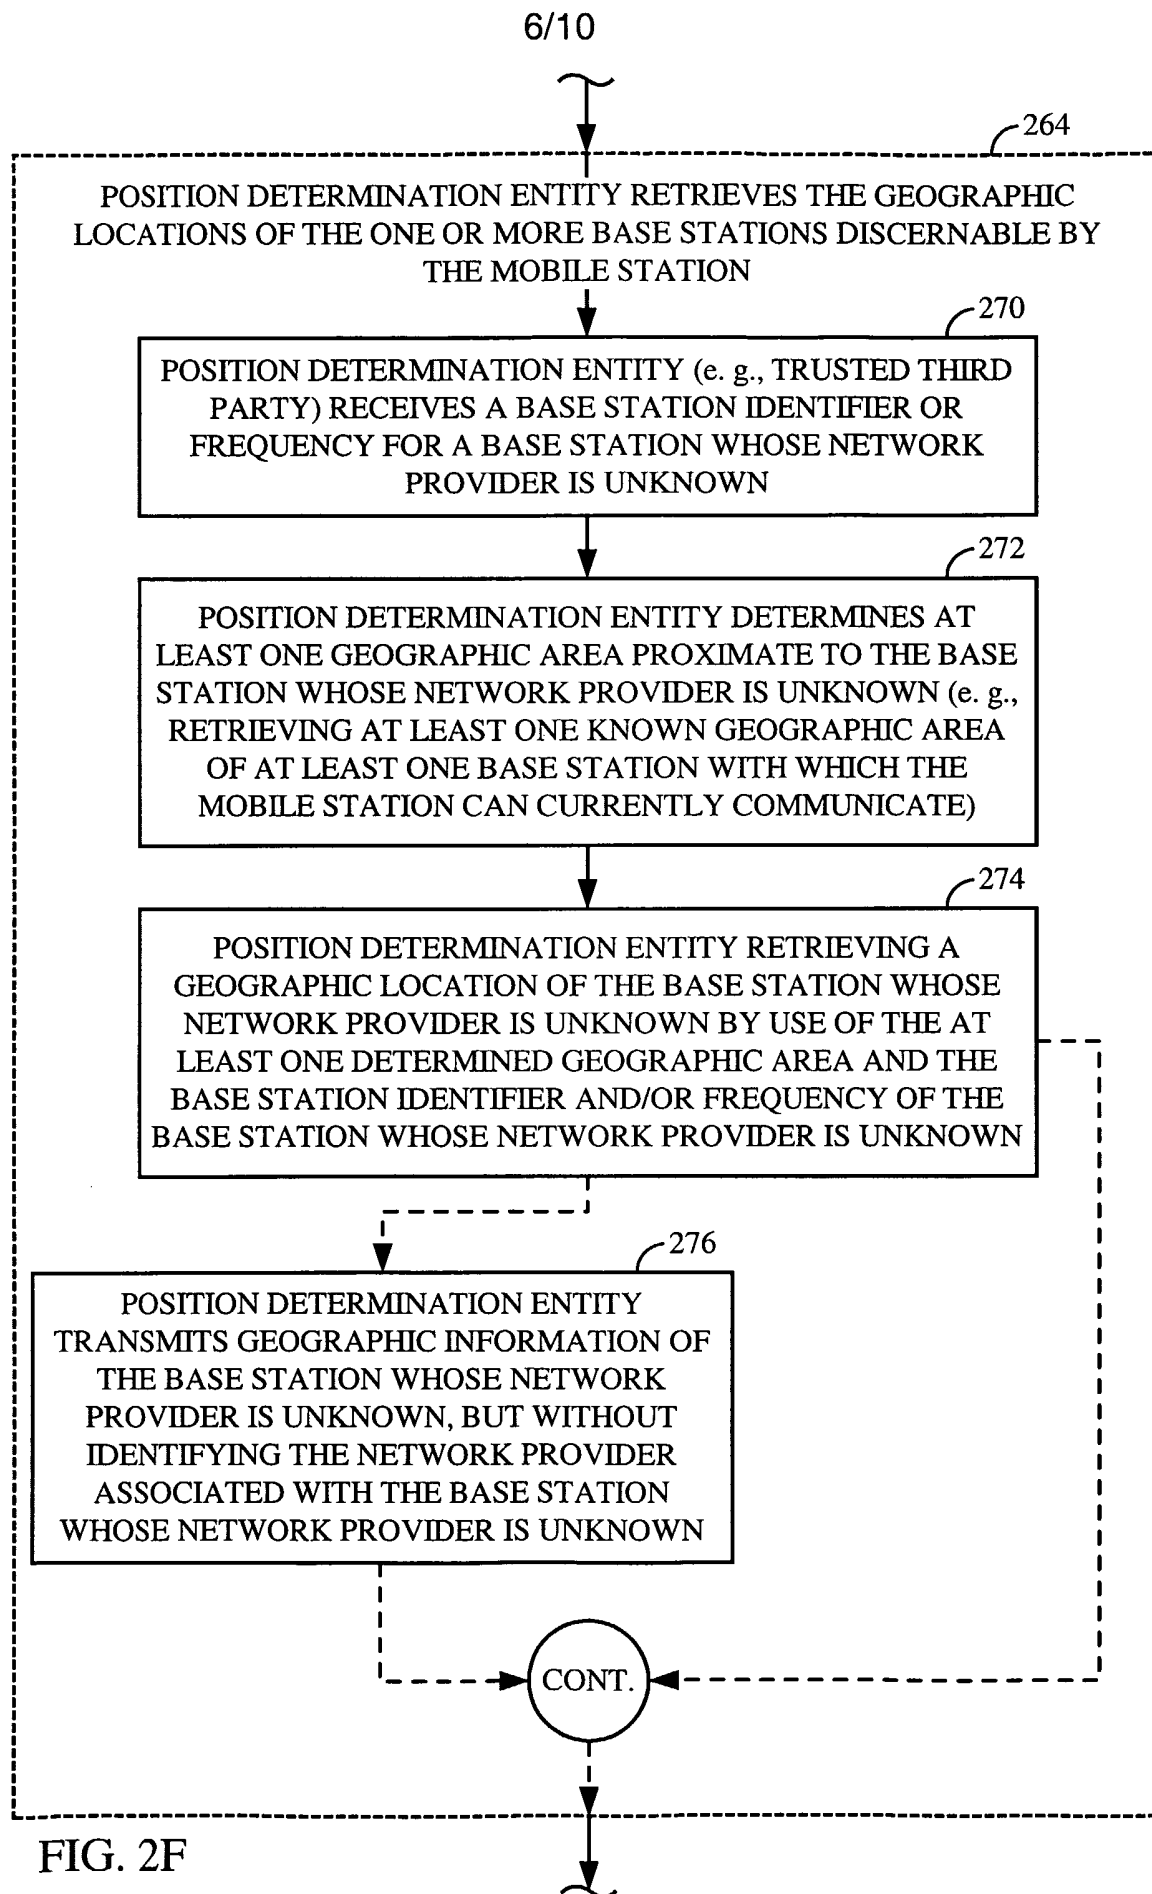 6/10
264
POSITION DETERMINATION ENTITY RETRIEVES THE GEOGRAPHIC
LOCATIONS OF THE ONE OR MORE BASE STATIONS DISCERNABLE BY
THE MOBILE STATION
270
POSITION DETERMINATION ENTITY (e. g., TRUSTED THIRD
PARTY) RECEIVES A BASE STATION IDENTIFIER OR
FREQUENCY FOR A BASE STATION WHOSE NETWORK
PROVIDER IS UNKNOWN
272
POSITION DETERMINATION ENTITY DETERMINES AT
LEAST ONE GEOGRAPHIC AREA PROXIMATE TO THE BASE
STATION WHOSE NETWORK PROVIDER IS UNKNOWN (e. g.,
RETRIEVING AT LEAST ONE KNOWN GEOGRAPHIC AREA
OF AT LEAST ONE BASE STATION WITH WHICH THE
MOBILE STATION CAN CURRENTLY COMMUNICATE)
274
POSITION DETERMINATION ENTITY RETRIEVING A
GEOGRAPHIC LOCATION OF THE BASE STATION WHOSE
NETWORK PROVIDER IS UNKNOWN BY USE OF THE AT
LEAST ONE DETERMINED GEOGRAPHIC AREA AND THE
BASE STATION IDENTIFIER AND/OR FREQUENCY OF THE
BASE STATION WHOSE NETWORK PROVIDER IS UNKNOWN
276
POSITION DETERMINATION ENTITY
TRANSMITS GEOGRAPHIC INFORMATION OF
THE BASE STATION WHOSE NETWORK
PROVIDER IS UNKNOWN, BUT WITHOUT
IDENTIFYING THE NETWORK PROVIDER
ASSOCIATED WITH THE BASE STATION
WHOSE NETWORK PROVIDER IS UNKNOWN
CONT.
FIG. 2F